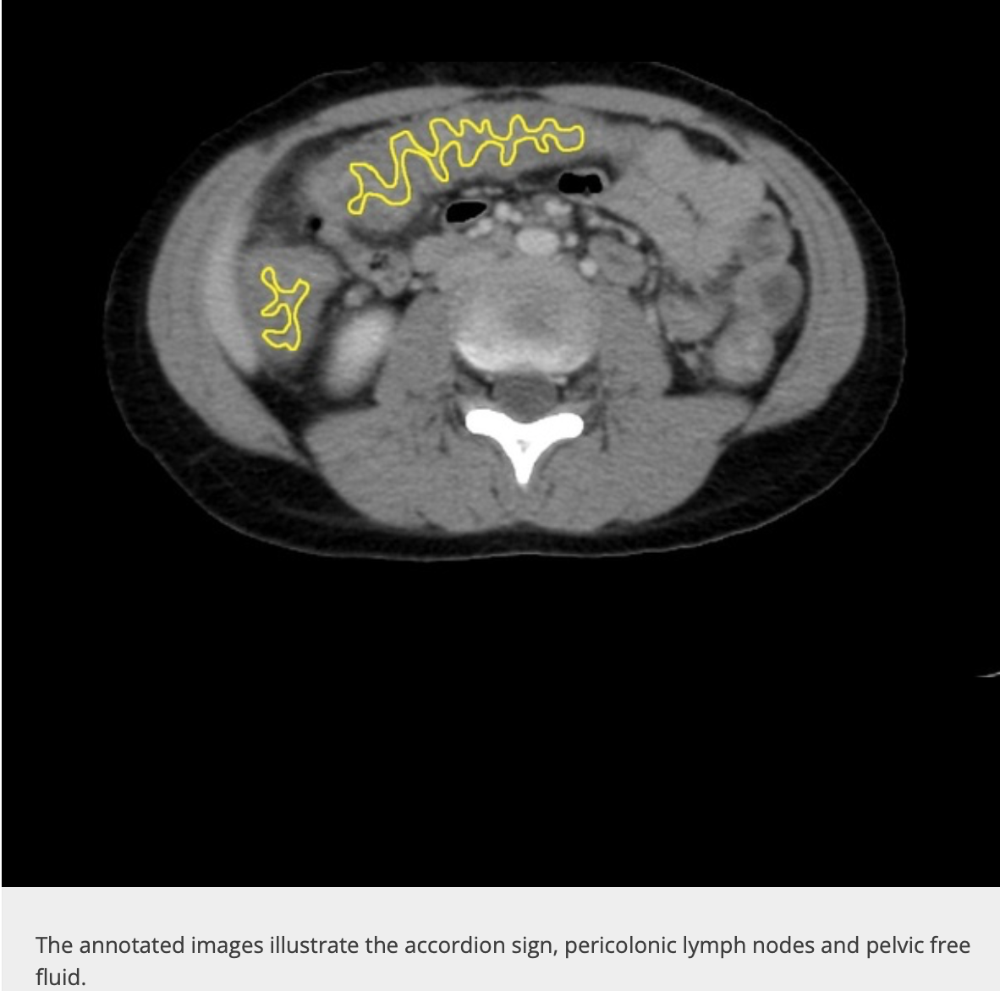 The annotated images illustrate the accordion sign, pericolonic lymph nodes and pelvic free
fluid.